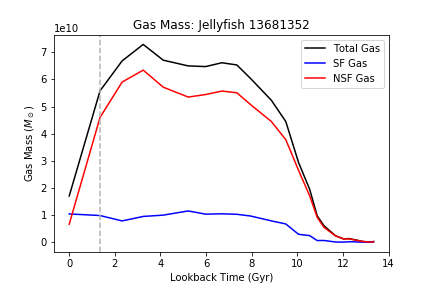 Gas Mass: Jellyfish 13681352
1e10
Total Gas
SF Gas
NSF Gas
7
6
5
4
3
2
1
0
Gas Mass (M⊙)
0 2 4 6 8 10 12 14
Lookback Time (Gyr)